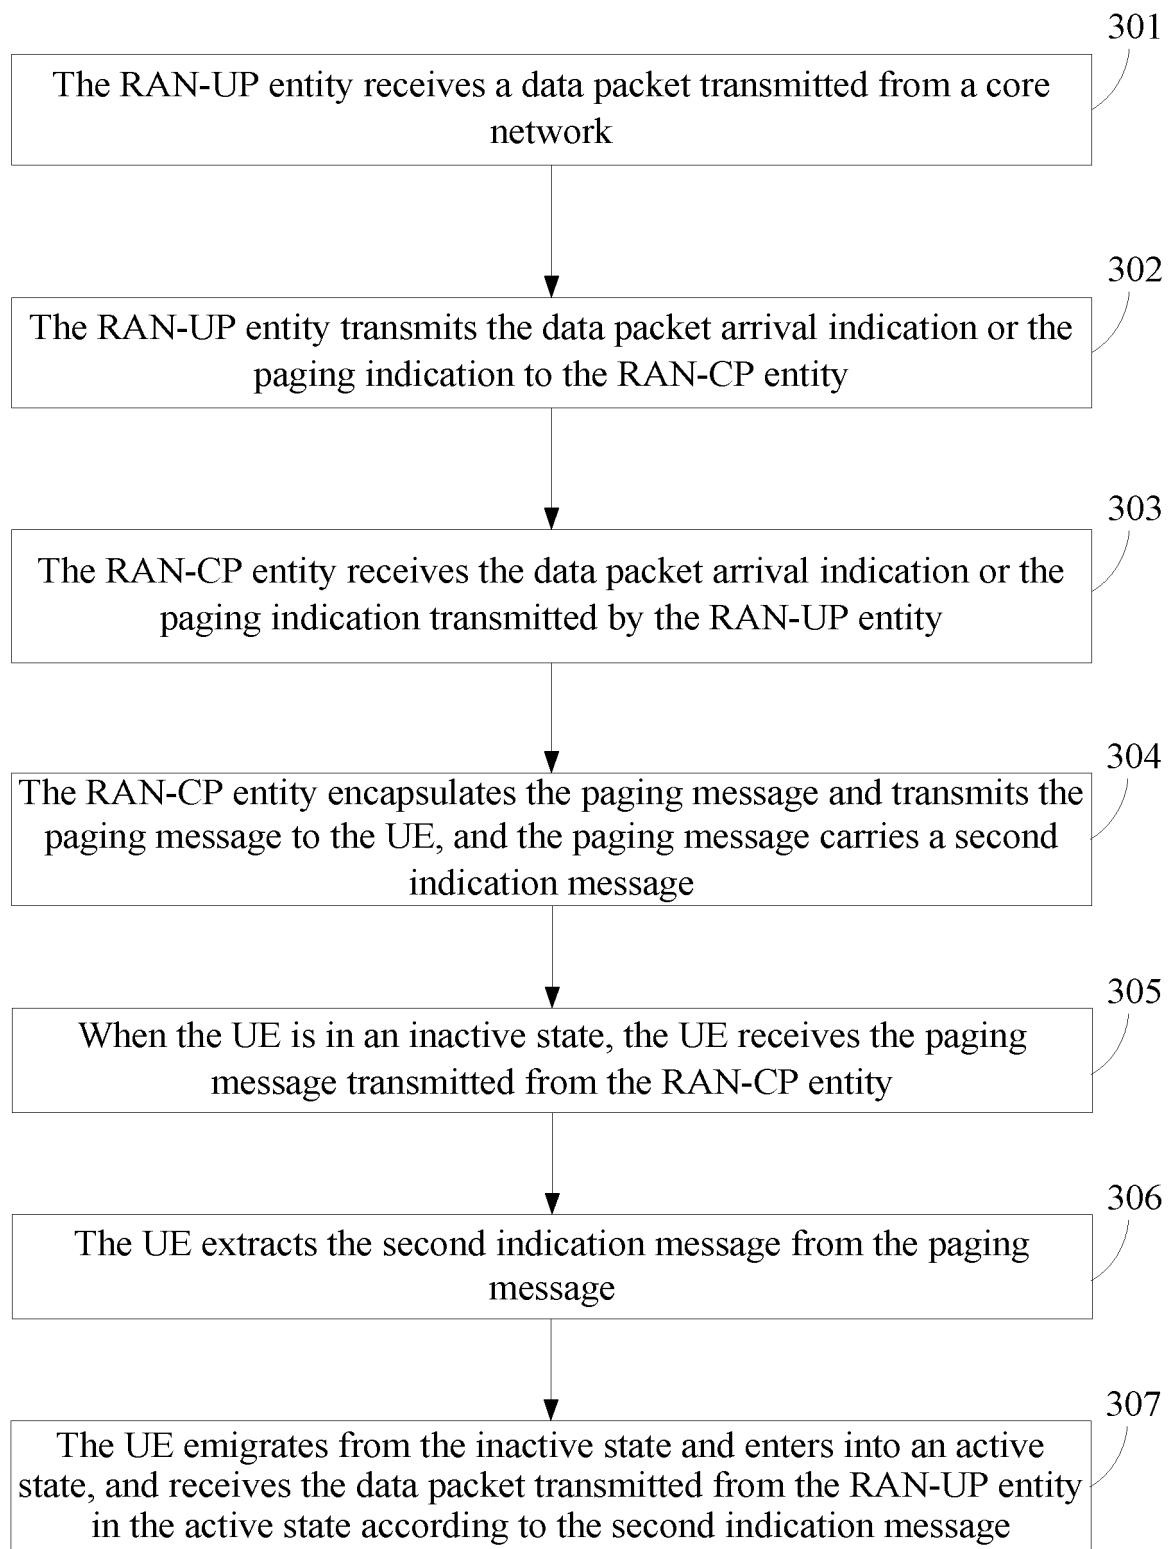 301
The RAN-UP entity receives a data packet transmitted from a core
network
302
The RAN-UP entity transmits the data packet arrival indication or the
paging indication to the RAN-CP entity
303
The RAN-CP entity receives the data packet arrival indication or the
paging indication transmitted by the RAN-UP entity
304
The RAN-CP entity encapsulates the paging message and transmits the
paging message to the UE, and the paging message carries a second
indication message
305
When the UE is in an inactive state, the UE receives the paging
message transmitted from the RAN-CP entity
306
The UE extracts the second indication message from the paging
message
307
The UE emigrates from the inactive state and enters into an active
state, and receives the data packet transmitted from the RAN-UP entity
in the active state according to the second indication message